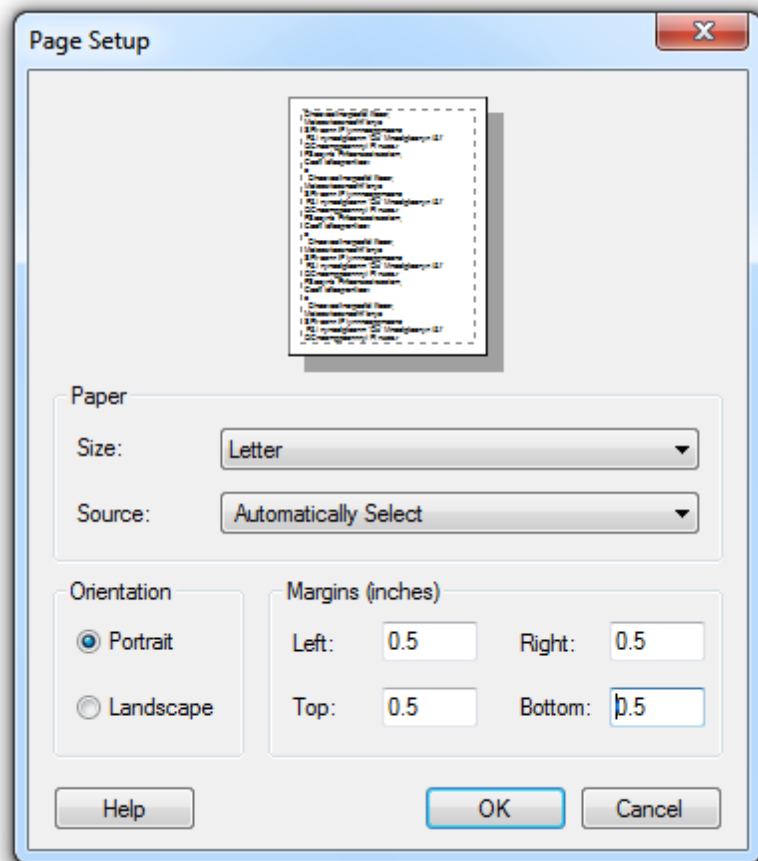 Page Setup
Paper
Size: Letter
Source: Automatically Select
Orientation
Portrait
Landscape
Margins (inches)
Left: 0.5 Right: 0.5
Top: 0.5 Bottom: 0.5
Help OK Cancel